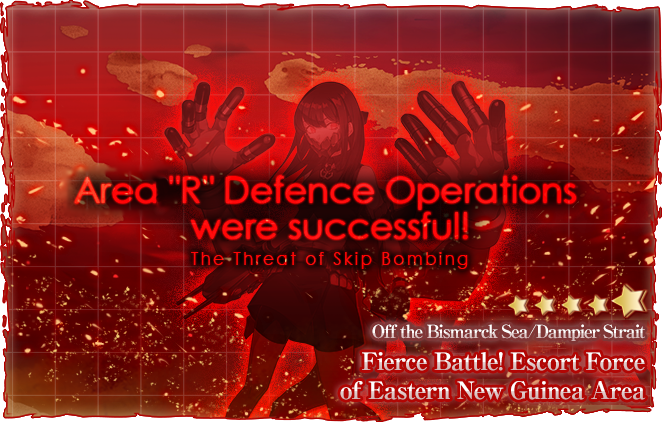 Area "R" Defence Operations
were successful!
The Threat of Skip Bombing
Off the Bismarck Sea/Dampier Strait
Fierce Battle! Escort Force
of Eastern New Guinea Area